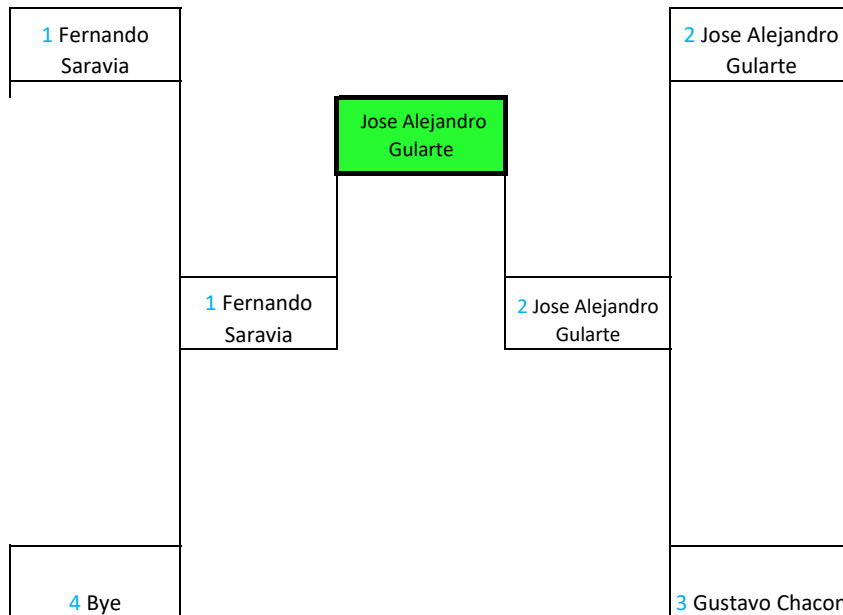 1 Fernando
Saravia
2 Jose Alejandro
Gularte
Jose Alejandro
Gularte
1 Fernando
Saravia
2 Jose Alejandro
Gularte
4 Bye
3 Gustavo Chacon